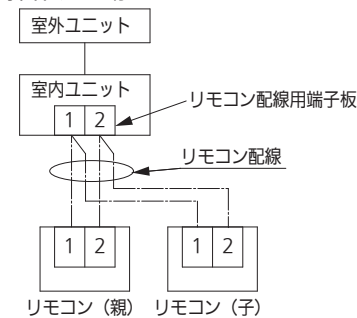 室外ユニット
室内ユニット
1 2
リモコン配線用端子板
リモコン配線
1 2
1 2
リモコン（親）
リモコン（子）